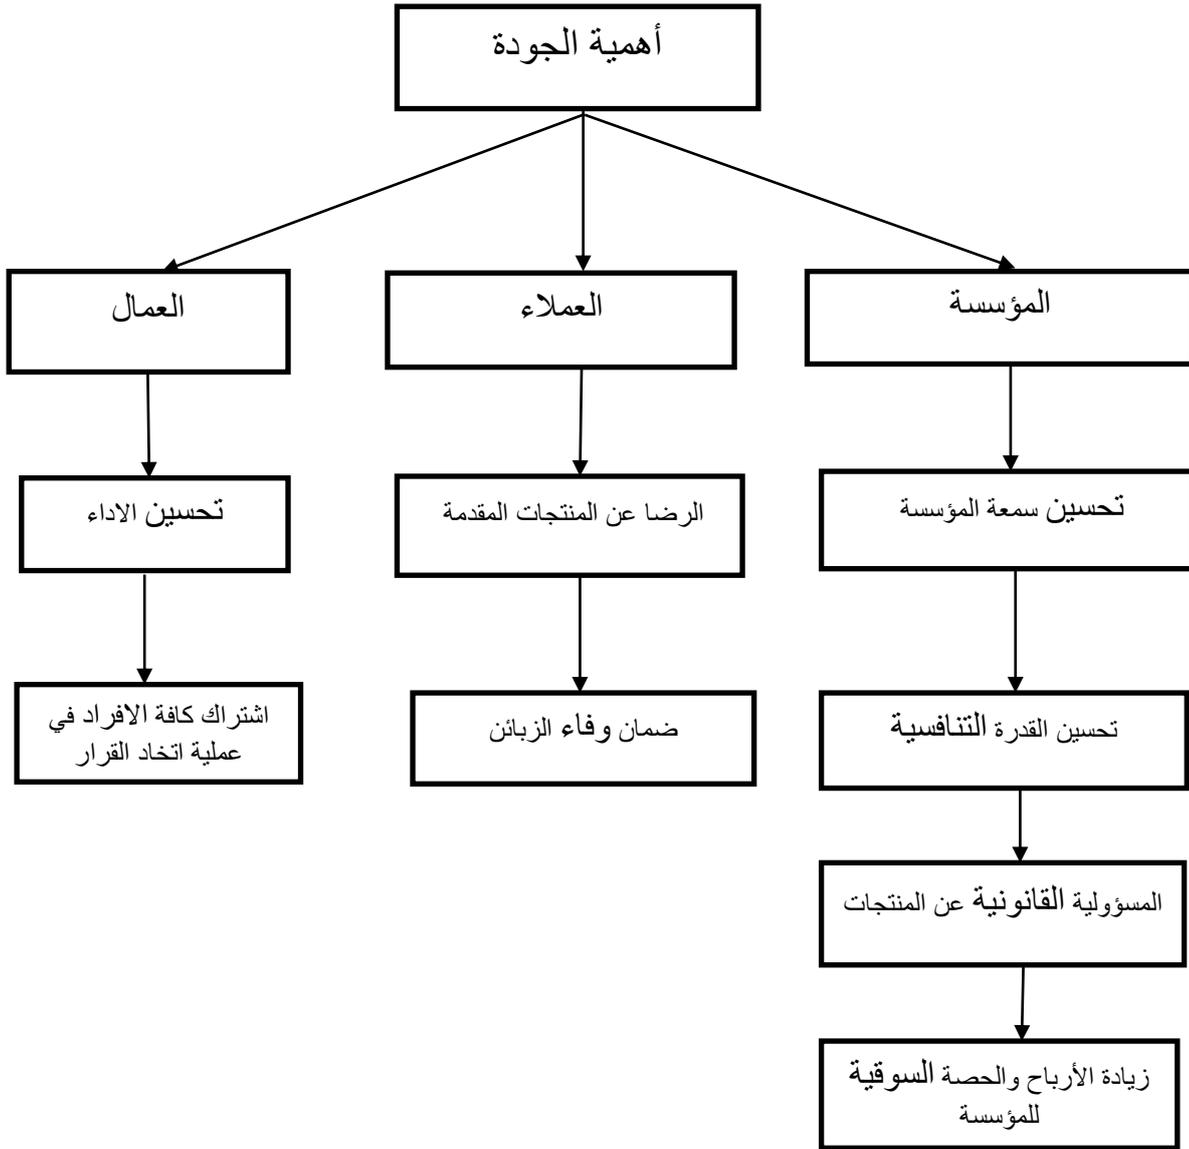 أهمية الجودة
المؤسسة
العملاء
العمال
تحسين سمعة المؤسسة
الرضا عن المنتجات المقدمة
تحسين الاداء
تحسين القدرة التنافسية
ضمان وفاء الزبائن
اشتراك كافة الافراد في
عملية اتخاد القرار
المسؤولية القانونية عن المنتجات
زيادة الأرباح والحصة السوقية
للمؤسسة